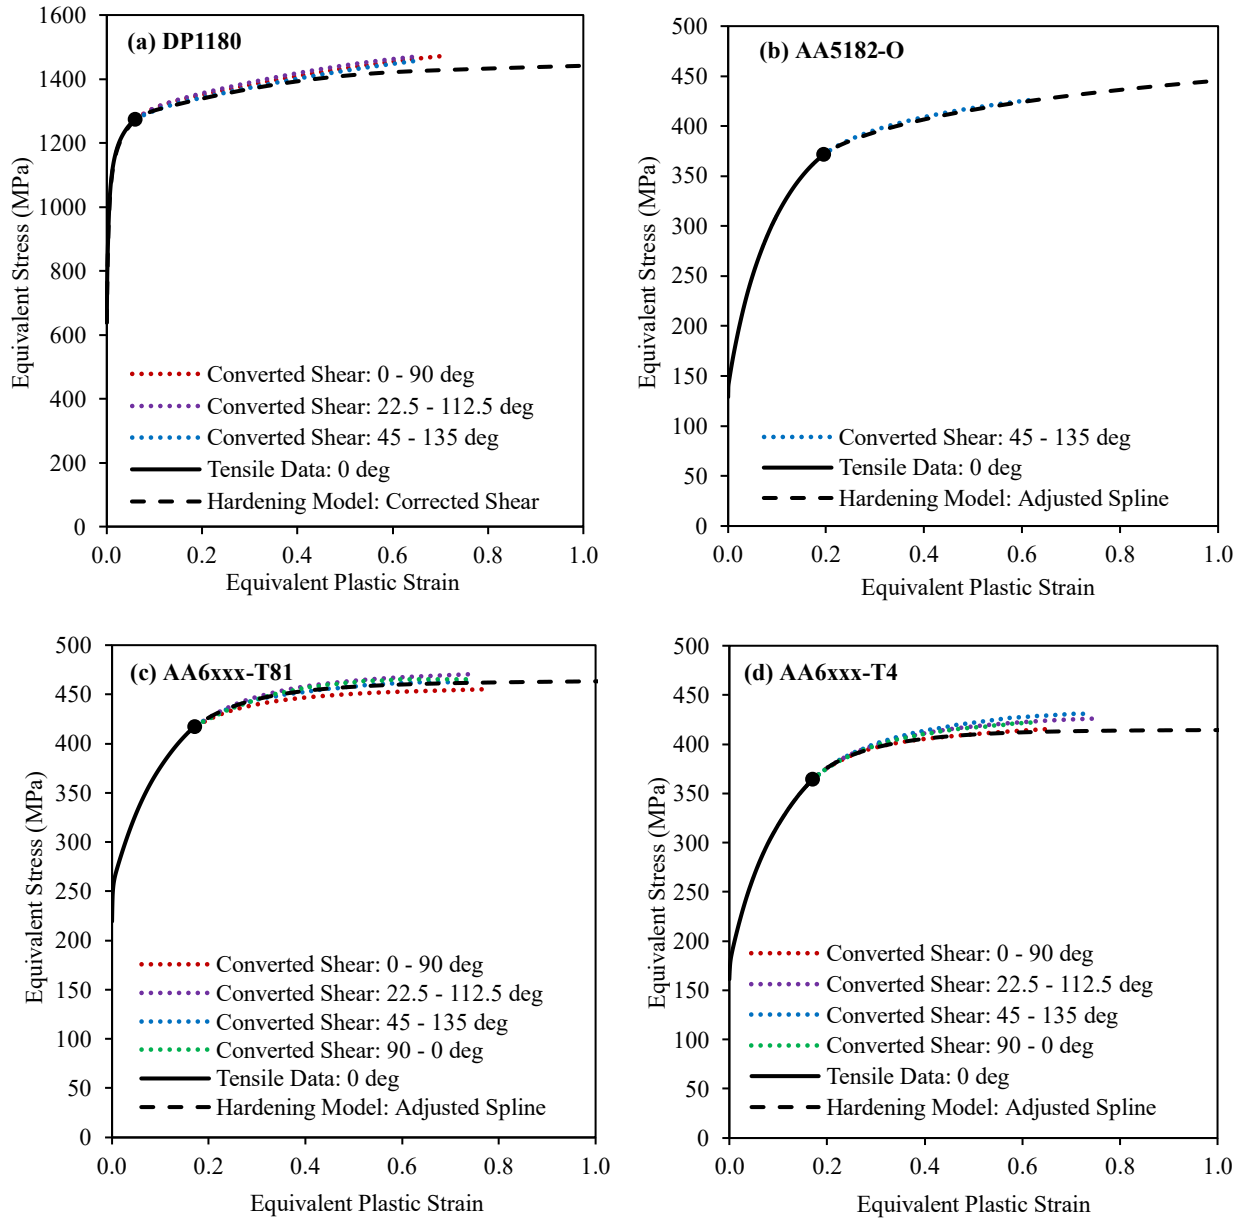 (a) DP1180
Equivalent Stress (MPa)
1600
1400
1200
1000
800
600
400
200
0
Converted Shear: 0 - 90 deg
Converted Shear: 22.5 - 112.5 deg
Converted Shear: 45 - 135 deg
Tensile Data: 0 deg
Hardening Model: Corrected Shear
0.0 0.2 0.4 0.6 0.8 1.0
Equivalent Plastic Strain
(b) AA5182-O
Equivalent Stress (MPa)
500
450
400
350
300
250
200
150
100
50
0
Converted Shear: 45 - 135 deg
Tensile Data: 0 deg
Hardening Model: Adjusted Spline
0.0 0.2 0.4 0.6 0.8 1.0
Equivalent Plastic Strain
(c) AA6xxx-T81
Equivalent Stress (MPa)
500
450
400
350
300
250
200
150
100
50
0
Converted Shear: 0 - 90 deg
Converted Shear: 22.5 - 112.5 deg
Converted Shear: 45 - 135 deg
Converted Shear: 90 - 0 deg
Tensile Data: 0 deg
Hardening Model: Adjusted Spline
0.0 0.2 0.4 0.6 0.8 1.0
Equivalent Plastic Strain
(d) AA6xxx-T4
Equivalent Stress (MPa)
500
450
400
350
300
250
200
150
100
50
0
Converted Shear: 0 - 90 deg
Converted Shear: 22.5 - 112.5 deg
Converted Shear: 45 - 135 deg
Converted Shear: 90 - 0 deg
Tensile Data: 0 deg
Hardening Model: Adjusted Spline
0.0 0.2 0.4 0.6 0.8 1.0
Equivalent Plastic Strain